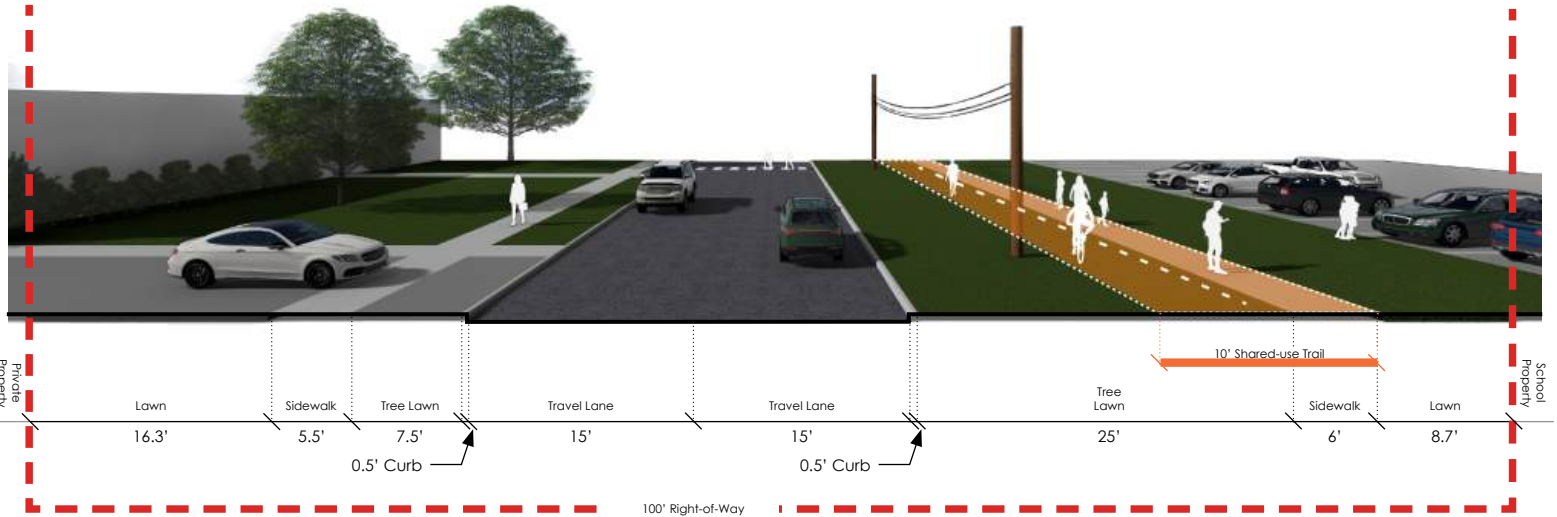 10' Shared-use Trail
Private
Property
School
Property
Lawn
Sidewalk
Tree Lawn
Travel Lane
Travel Lane
Tree
Lawn
Sidewalk
Lawn
16.3'
5.5'
7.5'
15'
15'
25'
6'
8.7'
0.5' Curb
0.5' Curb
100' Right-of-Way